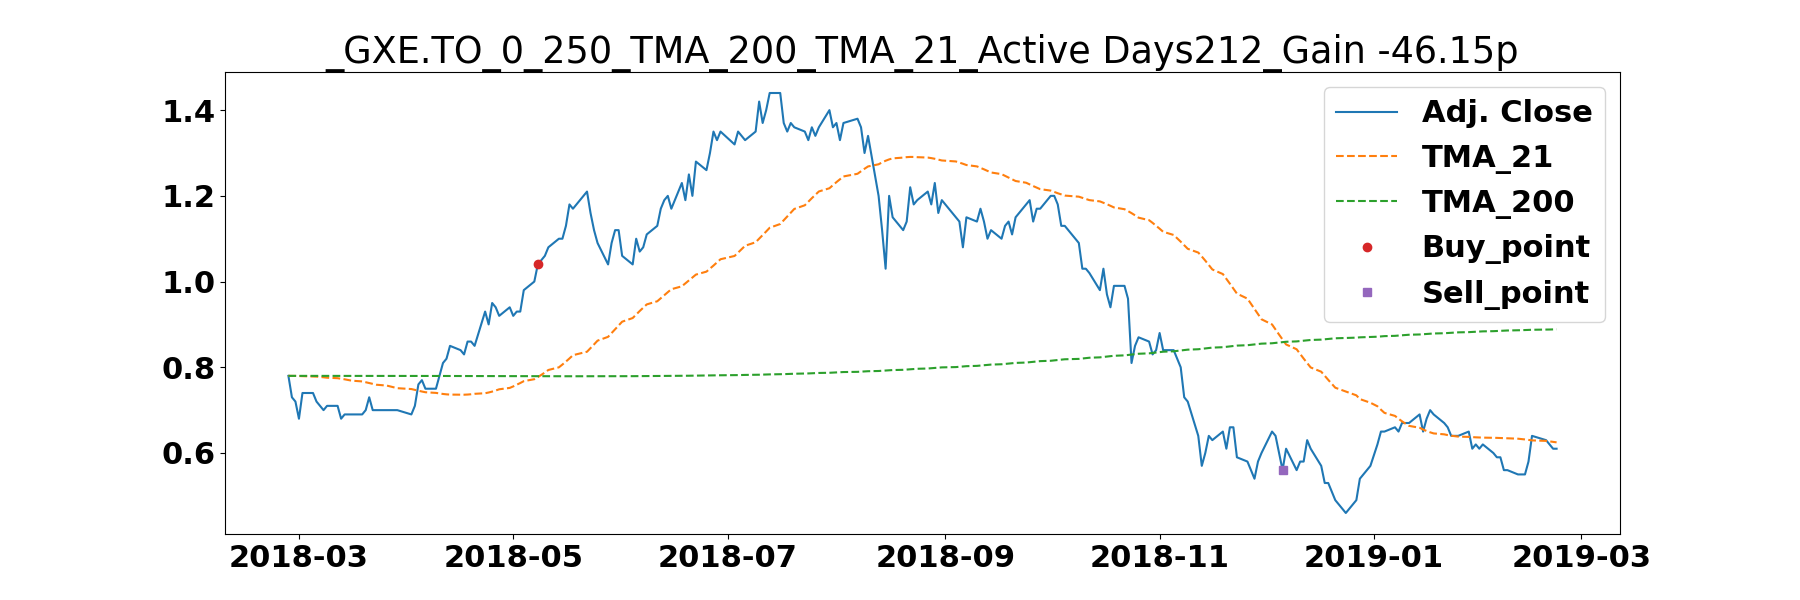 _GXE.TO_0_250_TMA_200_TMA_21_Active Days212_Gain -46.15p
1.4
1.2
1.0
0.8
0.6
Adj. Close
TMA_21
TMA_200
Buy_point
Sell_point
2018-03 2018-05 2018-07 2018-09 2018-11 2019-01 2019-03